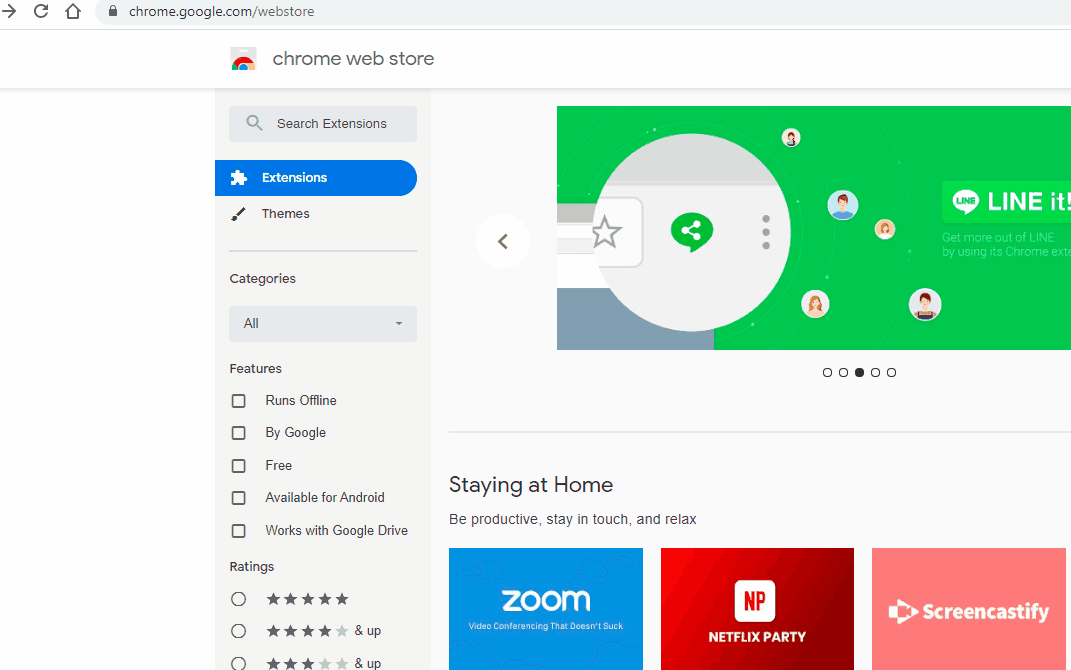 chrome.google.com/webstore
chrome web store
Search Extensions
Extensions
Themes
Categories
All
Features
Runs Offline
By Google
Free
Available for Android
Works with Google Drive
Ratings
& up
& up
LINE LINE it!
Get more out of LINE
by using its Chrome exte
Staying at Home
Be productive, stay in touch, and relax
zoom
Video Conferencing That Doesn't Suck
NP
NETFLIX PARTY
Screencastify